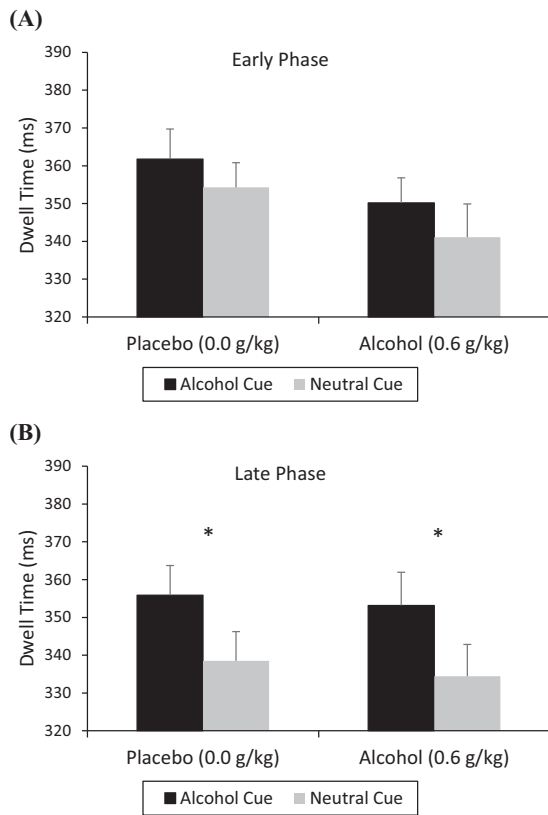 (A)
Early Phase
Dwell Time (ms)
390
380
370
360
350
340
330
320
Placebo (0.0 g/kg) Alcohol (0.6 g/kg)
Alcohol Cue Neutral Cue
(B)
Late Phase
Dwell Time (ms)
390
380
370
360
350
340
330
320
* *
Placebo (0.0 g/kg) Alcohol (0.6 g/kg)
Alcohol Cue Neutral Cue